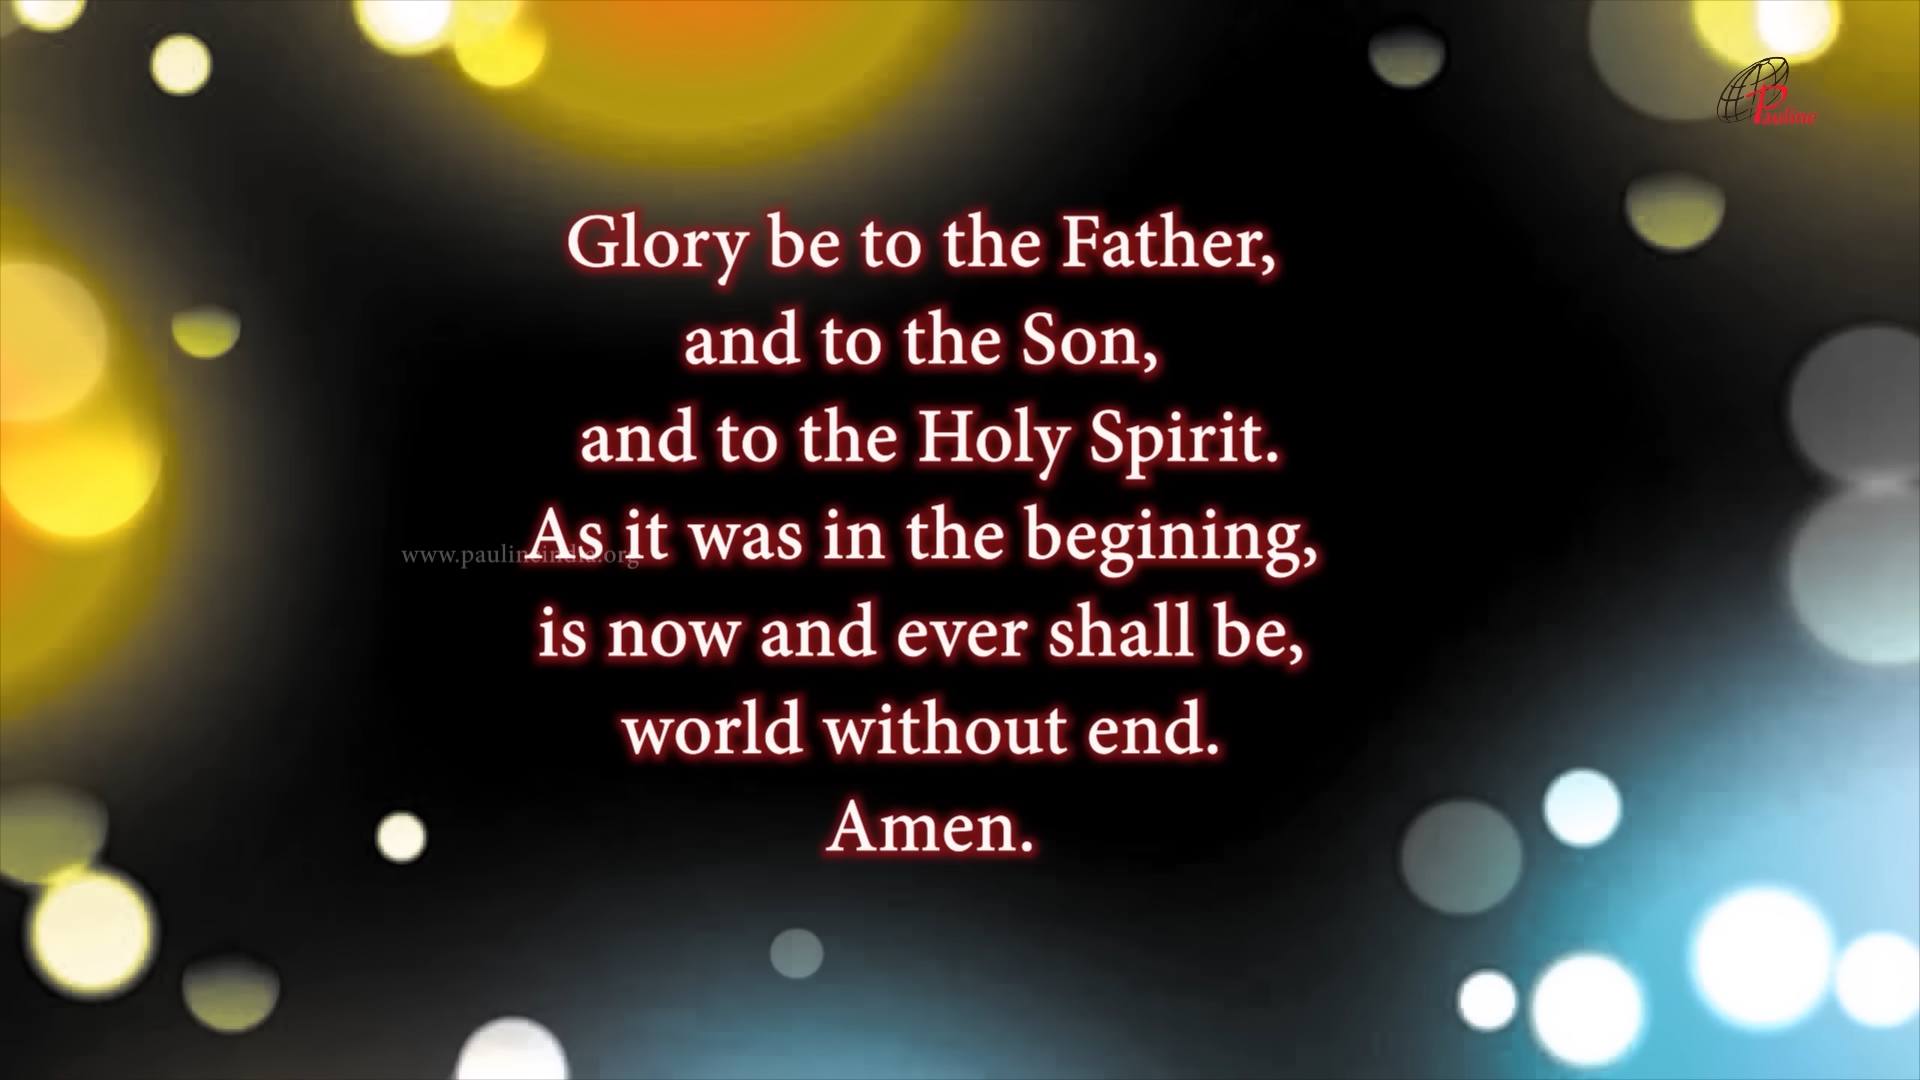 Pauline
Glory be to the Father,
and to the Son,
and to the Holy Spirit.
As it was in the begining,
www.paulineindia.org
is now and ever shall be,
world without end.
Amen.